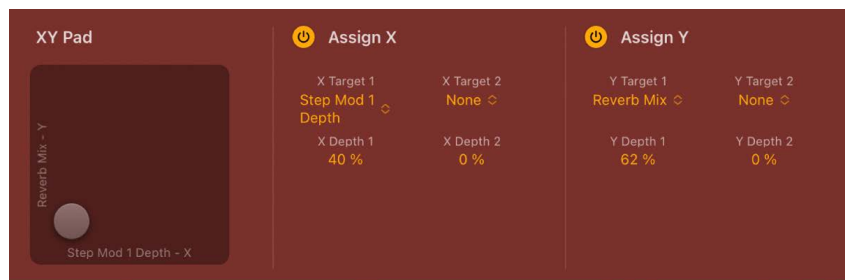 XY Pad
Reverb Mix - Y
Step Mod 1 Depth - X
Assign X
X Target 1
Step Mod 1
Depth
X Target 2
None
X Depth 1
40 %
X Depth 2
0 %
Assign Y
Y Target 1
Reverb Mix
Y Target 2
None
Y Depth 1
62 %
Y Depth 2
0 %